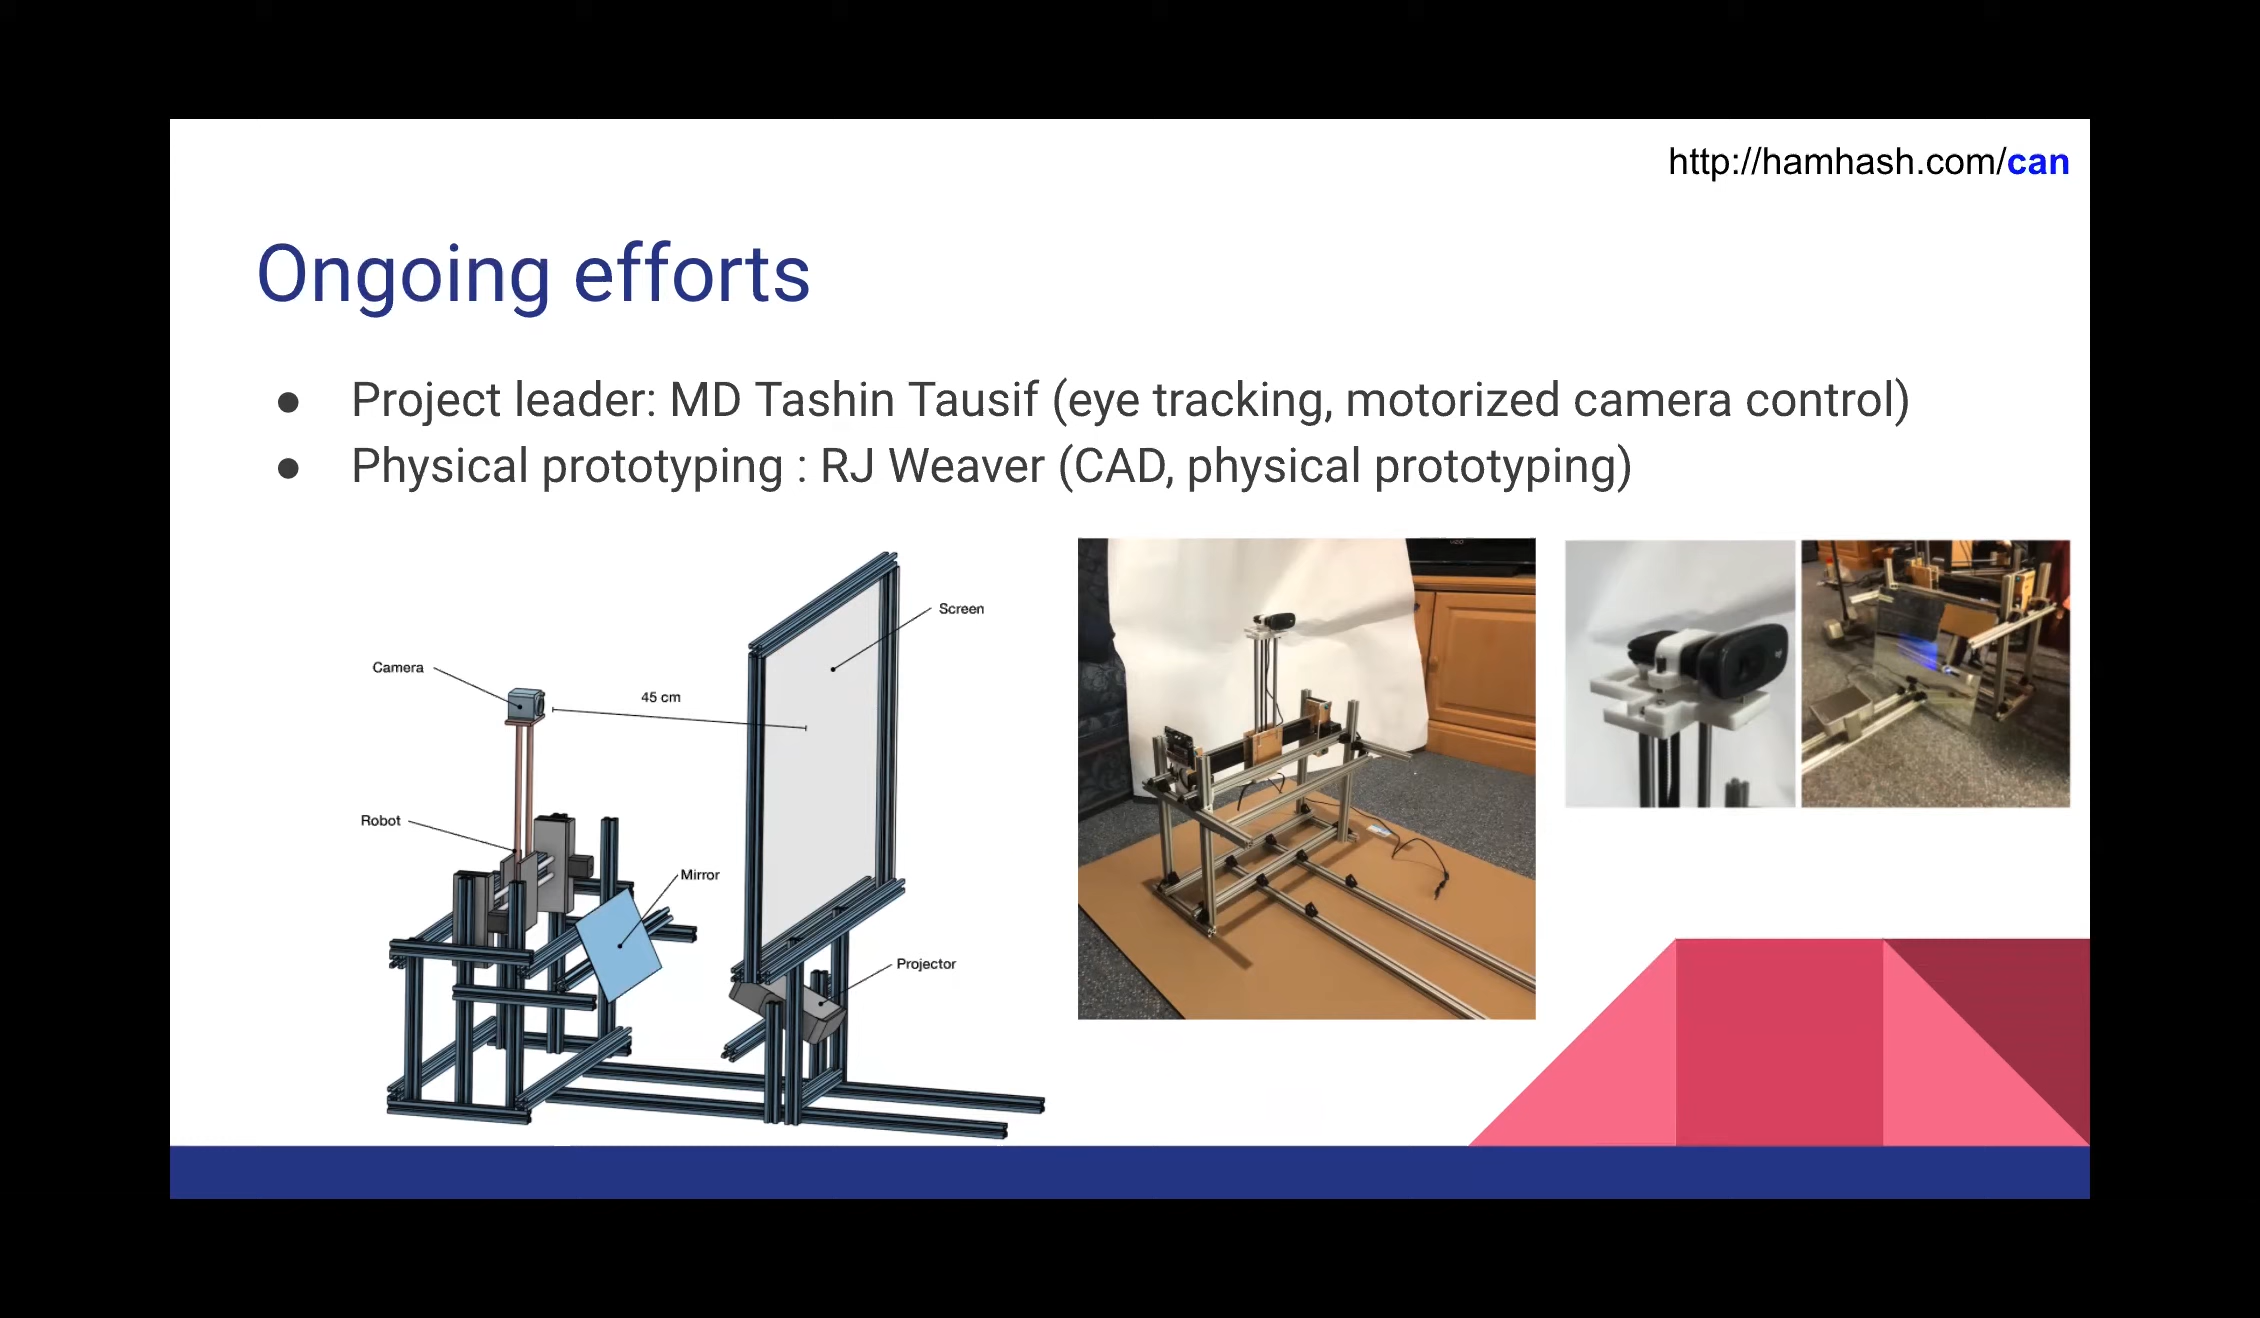 http://hamhash.com/can
Ongoing efforts
● Project leader: MD Tashin Tausif (eye tracking, motorized camera control)
● Physical prototyping : RJ Weaver (CAD, physical prototyping)
Screen
Camera
45 cm
Robot
Mirror
Projector